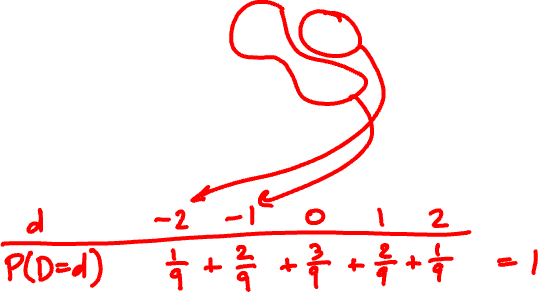 d -2 -1 0 1 2
P(D=d) 1/9 + 2/9 + 3/9 + 2/9 + 1/9 = 1